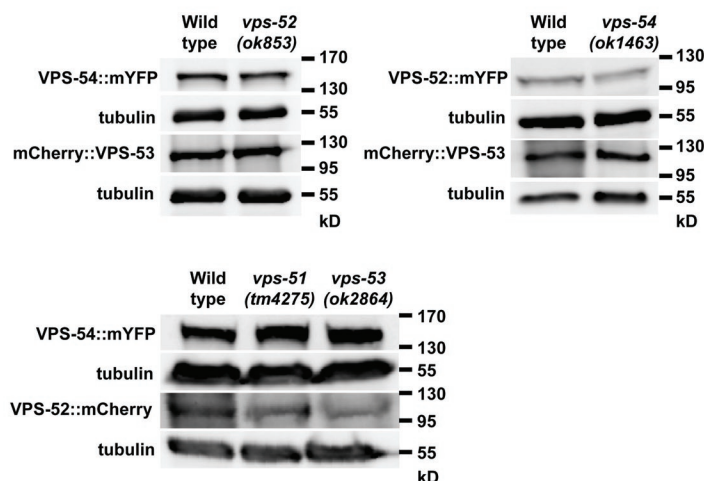 Wild type vps-52 (ok853)
170
VPS-54::mYFP
130
tubulin
55
mCherry::VPS-53
130
95
tubulin
55
kD
Wild type vps-54 (ok1463)
130
VPS-52::mYFP
95
tubulin
55
mCherry::VPS-53
130
95
tubulin
55
kD
Wild type vps-51 (tm4275) vps-53 (ok2864)
170
VPS-54::mYFP
130
tubulin
55
130
VPS-52::mCherry
95
tubulin
55
kD